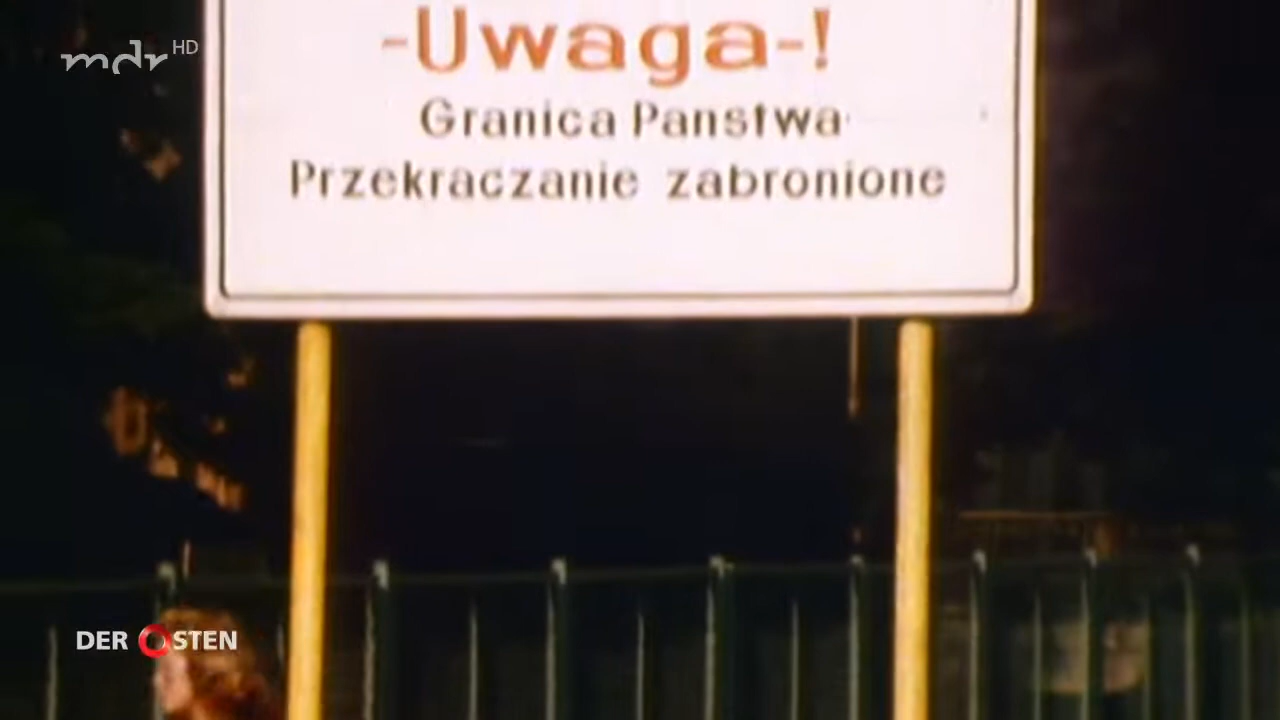 mdr HD
-Uwaga-!
Granica Panstwa
Przekraczanie zabronione
DER OSTEN